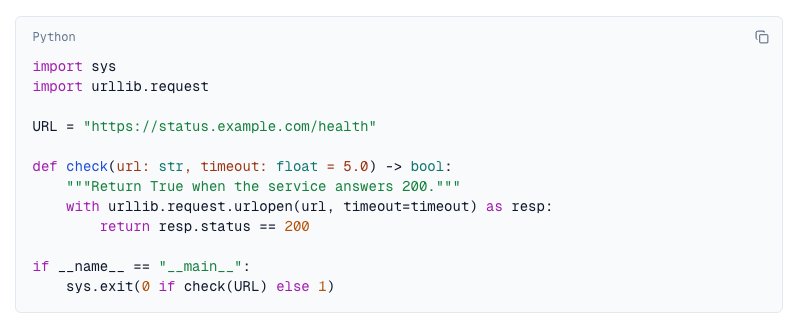 Python
import sys
import urllib.request

URL = "https://status.example.com/health"

def check(url: str, timeout: float = 5.0) -> bool:
    """Return True when the service answers 200."""
    with urllib.request.urlopen(url, timeout=timeout) as resp:
        return resp.status == 200

if __name__ == "__main__":
    sys.exit(0 if check(URL) else 1)